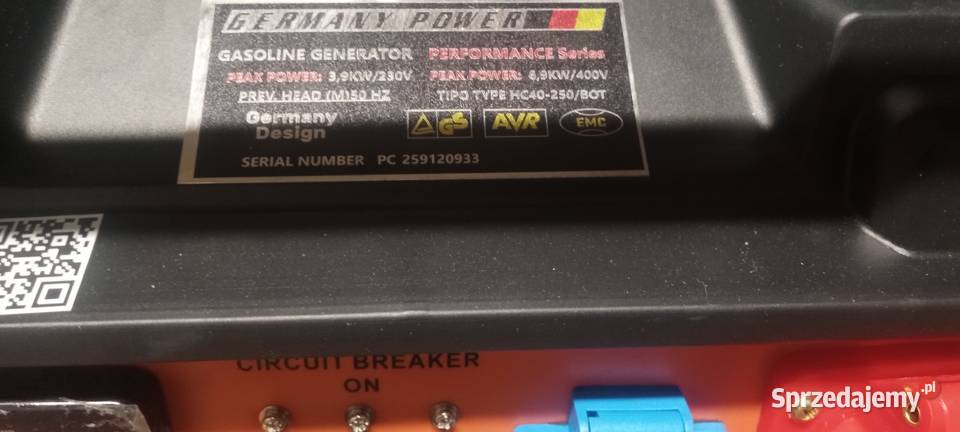 GERMANY POWER
GASOLINE GENERATOR PERFORMANCE Series
PEAK POWER: 3,9KW/230V PEAK POWER: 6,9KW/400V
PREV. HEAD (M)50 HZ TIPO TYPE HC40-250/BOT
Germany
Design
GS AVR EMC
SERIAL NUMBER PC 259120933
CIRCUIT BREAKER
ON
Sprzedajemy.pl